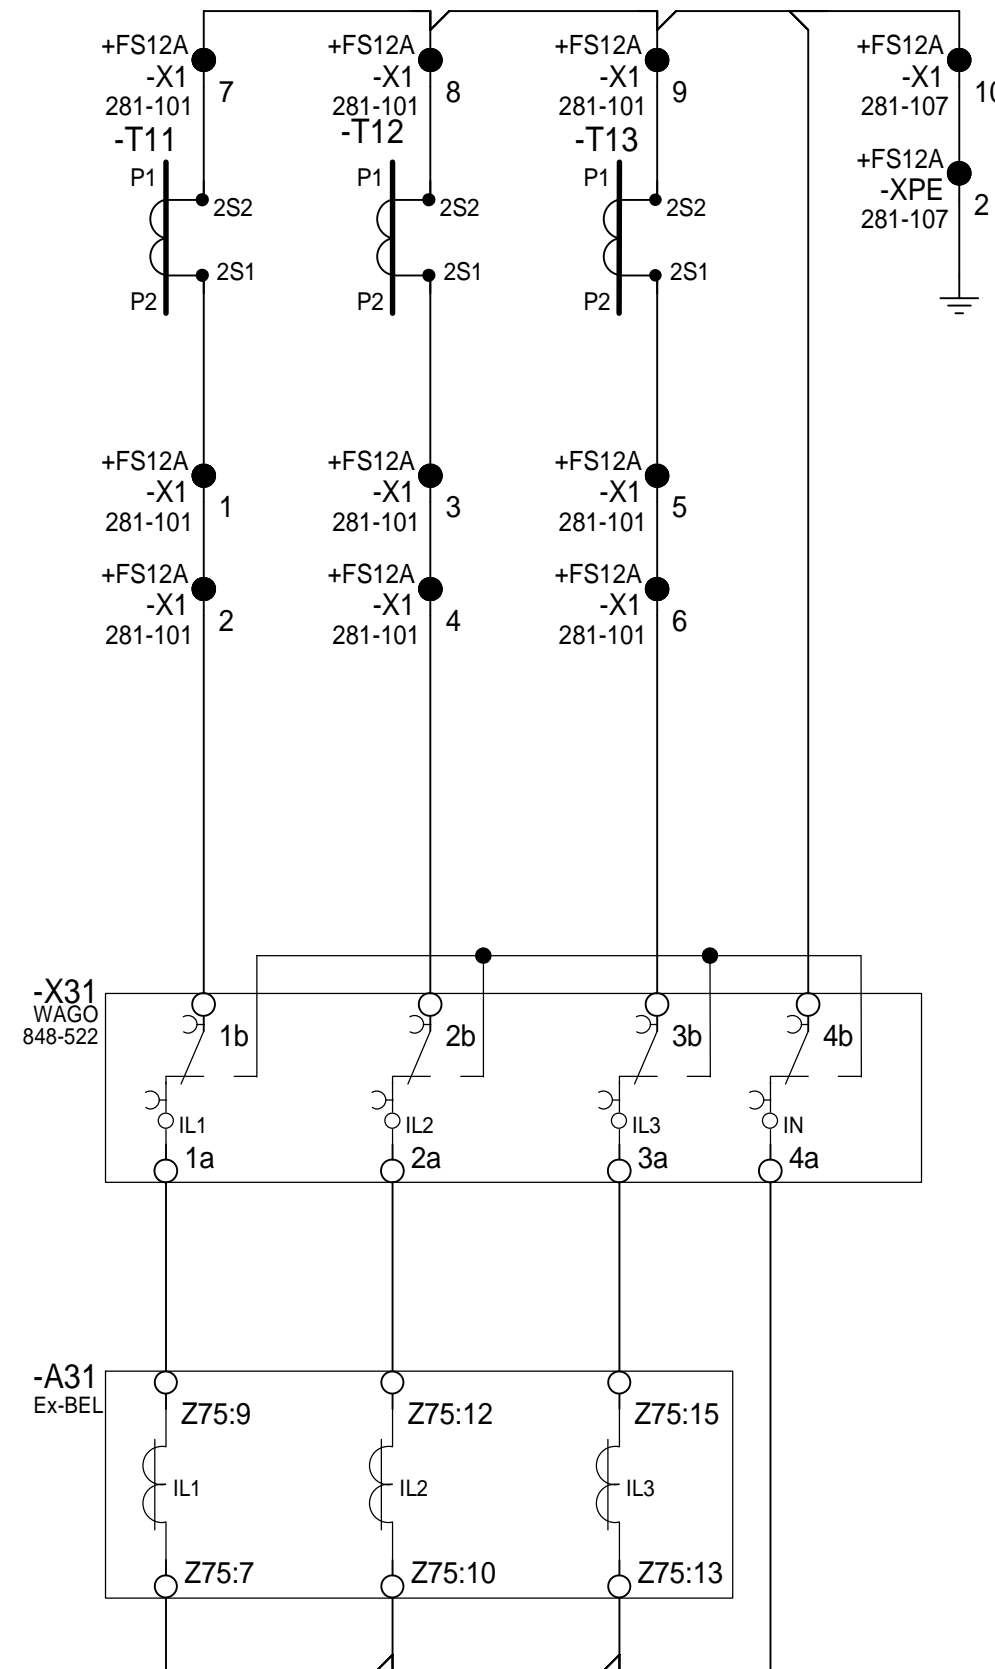 +FS12A
-X1
281-101
7
+FS12A
-X1
281-101
8
+FS12A
-X1
281-101
9
+FS12A
-X1
281-107
10
-T11
P1
2S2
2S1
P2
-T12
P1
2S2
2S1
P2
-T13
P1
2S2
2S1
P2
+FS12A
-XPE
281-107
2
+FS12A
-X1
281-101
1
+FS12A
-X1
281-101
3
+FS12A
-X1
281-101
5
+FS12A
-X1
281-101
2
+FS12A
-X1
281-101
4
+FS12A
-X1
281-101
6
-X31
WAGO
848-522
1b
2b
3b
4b
IL1
IL2
IL3
IN
1a
2a
3a
4a
-A31
Ex-BEL
Z75:9
Z75:12
Z75:15
IL1
IL2
IL3
Z75:7
Z75:10
Z75:13